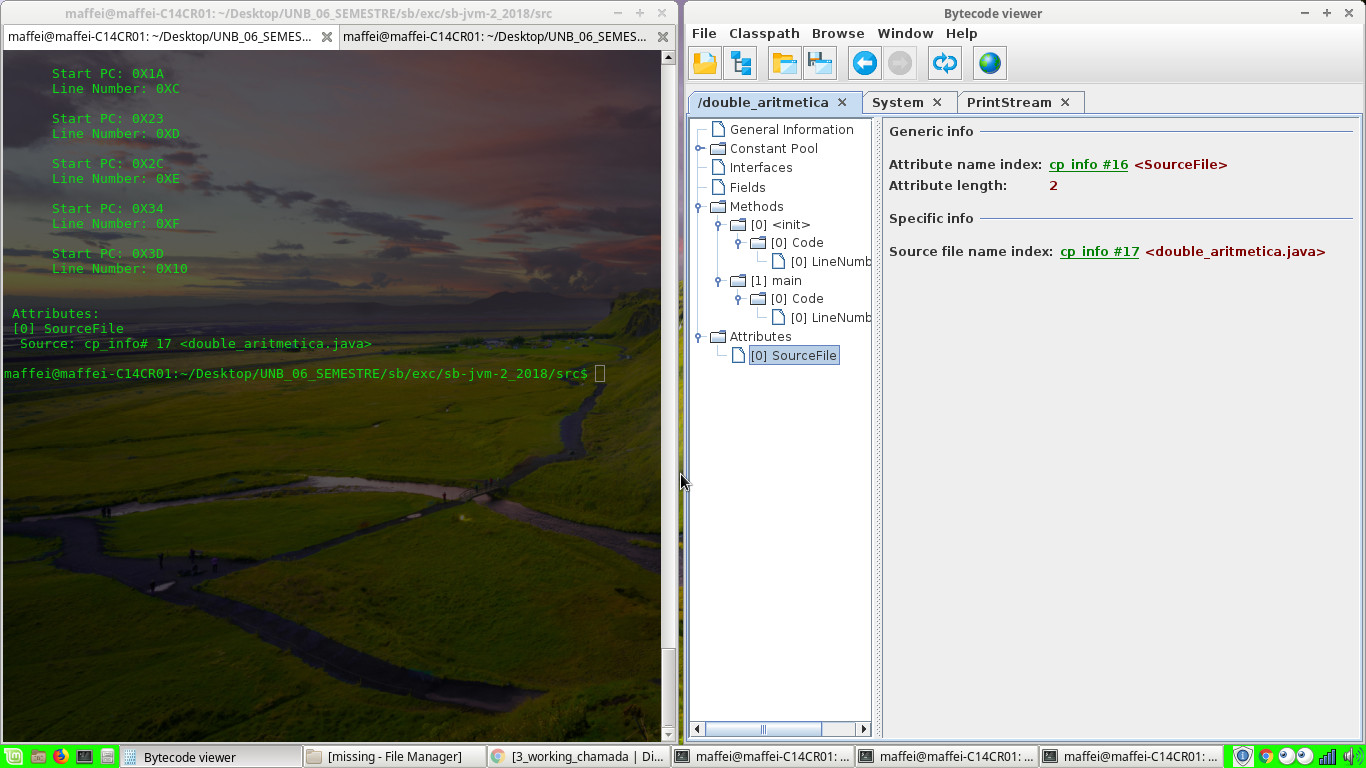 maffei@maffei-C14CR01: ~/Desktop/UNB_06_SEMESTRE/sb/exc/sb-jvm-2_2018/src
maffei@maffei-C14CR01: ~/Desktop/UNB_06_SEMES...
maffei@maffei-C14CR01: ~/Desktop/UNB_06_SEMES...
Start PC: 0X1A
Line Number: 0XC
Start PC: 0X23
Line Number: 0XD
Start PC: 0X2C
Line Number: 0XE
Start PC: 0X34
Line Number: 0XF
Start PC: 0X3D
Line Number: 0X10
Attributes:
[0] SourceFile
Source: cp_info# 17 <double_aritmetica.java>
maffei@maffei-C14CR01:~/Desktop/UNB_06_SEMESTRE/sb/exc/sb-jvm-2_2018/src$
Bytecode viewer
File Classpath Browse Window Help
/double_aritmetica
System
PrintStream
General Information
Constant Pool
Interfaces
Fields
Methods
[0] <init>
[0] Code
[0] LineNumb
[1] main
[0] Code
[0] LineNumb
Attributes
[0] SourceFile
Generic info
Attribute name index: cp_info #16 <SourceFile>
Attribute length: 2
Specific info
Source file name index: cp_info #17 <double_aritmetica.java>
Bytecode viewer
[missing - File Manager]
[3_working_chamada | Di...
maffei@maffei-C14CR01: ...
maffei@maffei-C14CR01: ...
maffei@maffei-C14CR01: ...